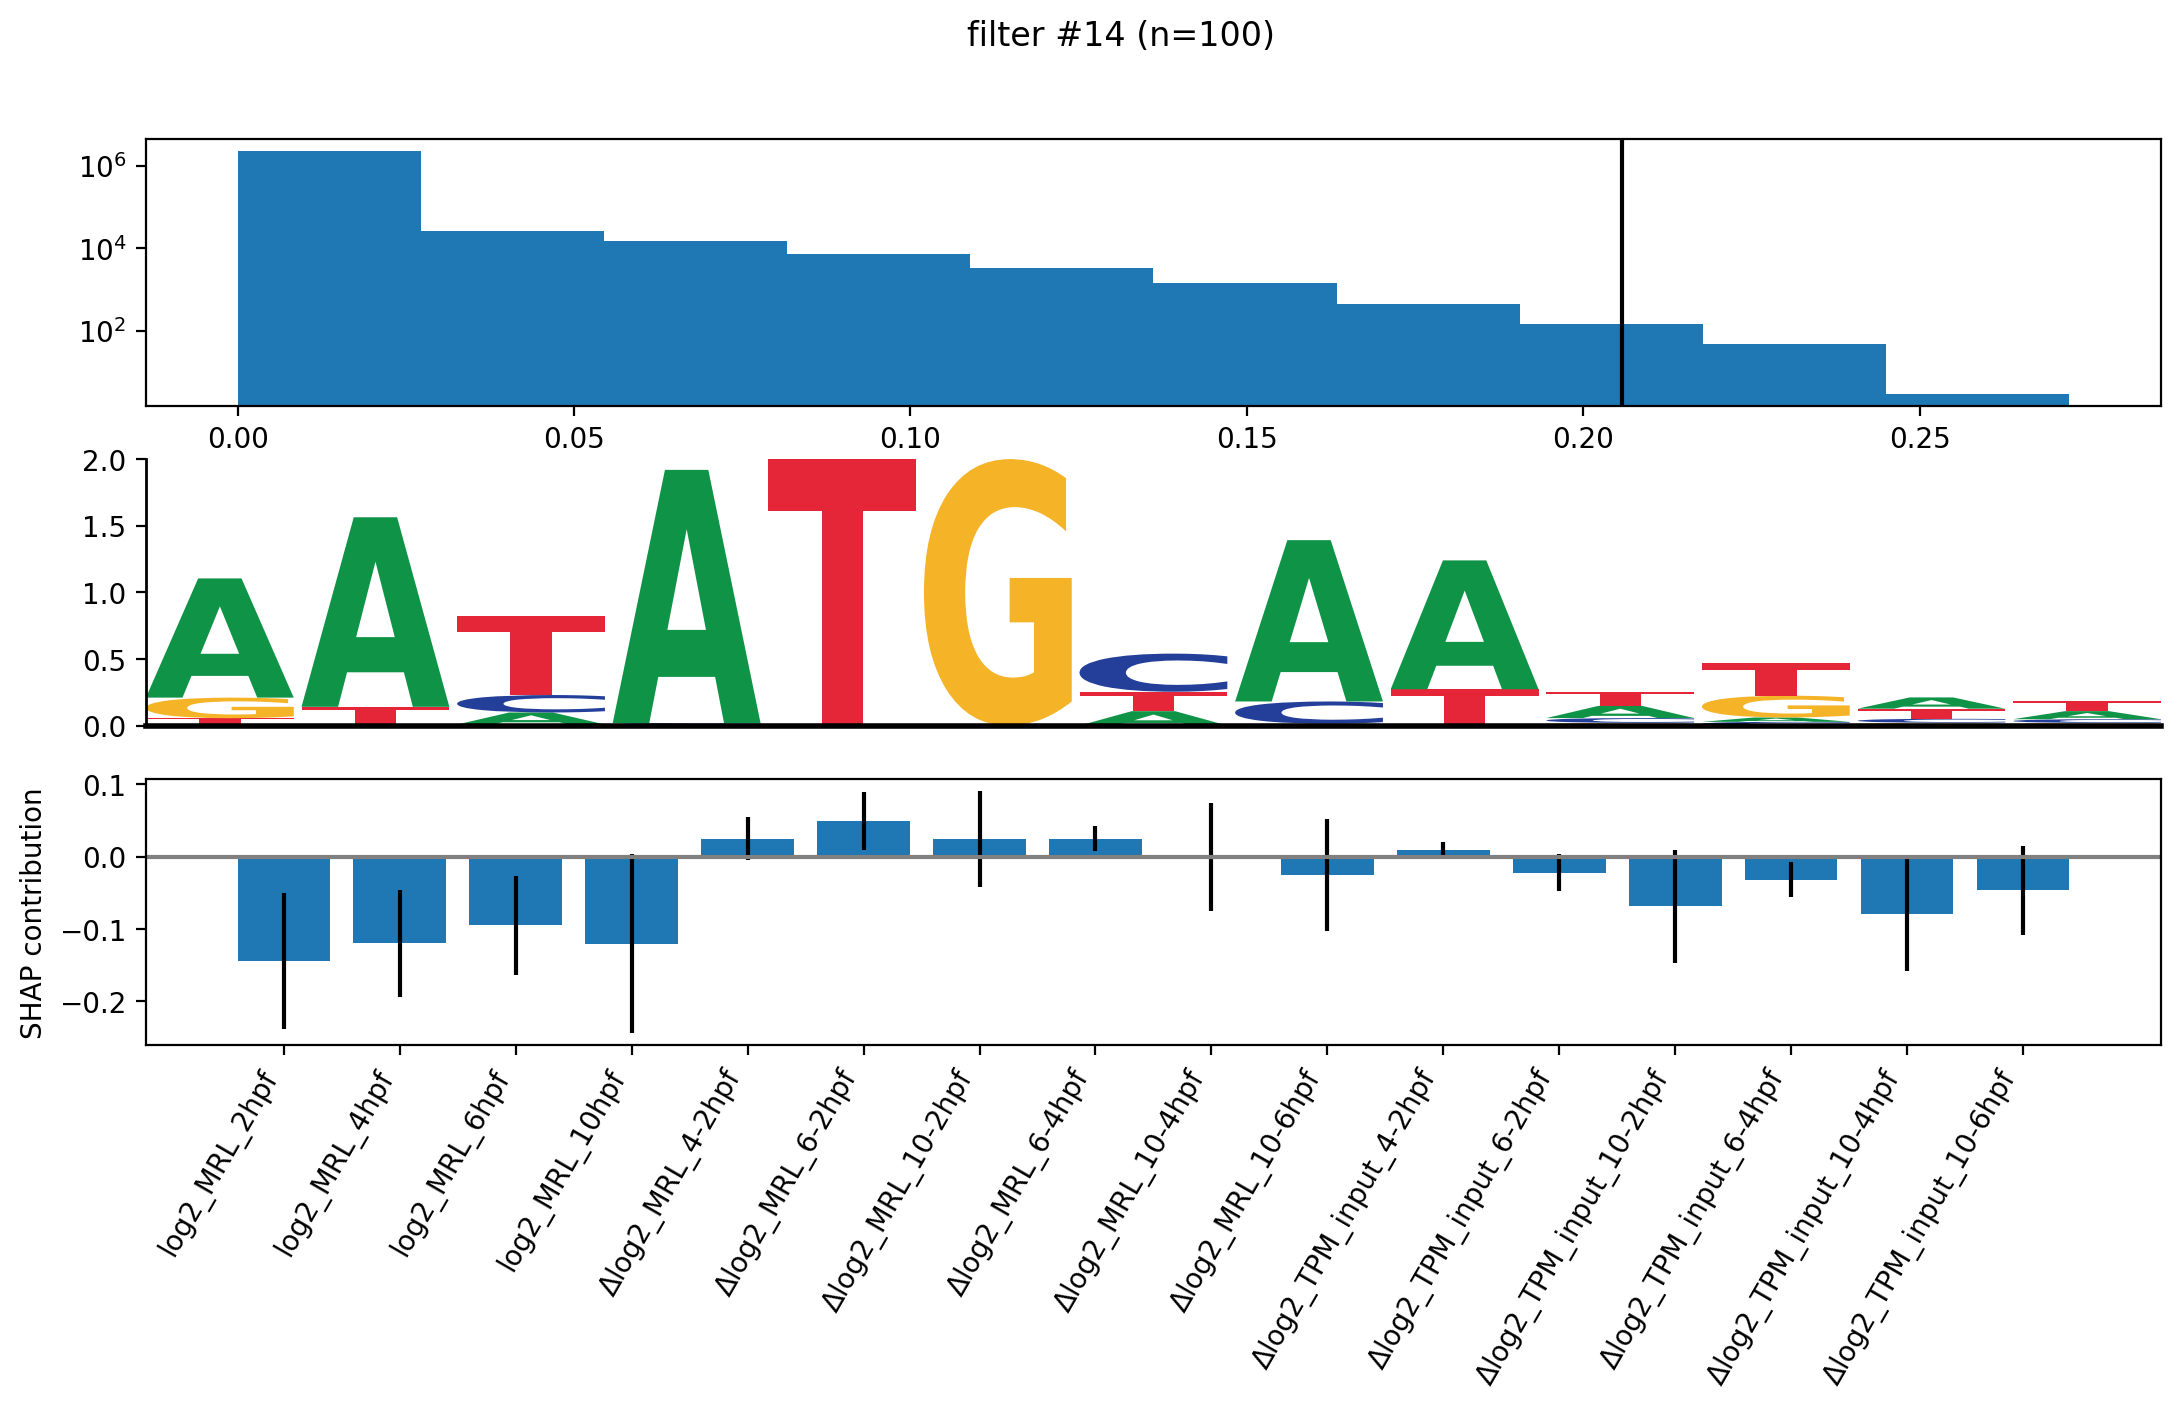 filter #14 (n=100)
10^6
10^4
10^2
0.00 0.05 0.10 0.15 0.20 0.25
2.0
1.5
1.0
0.5
0.0
A A T A T G C A A T T A T
G T C T C T A G T A
T A A C A C
0.1
0.0
−0.1
−0.2
SHAP contribution
log2_MRL_2hpf
log2_MRL_4hpf
log2_MRL_6hpf
log2_MRL_10hpf
Δlog2_MRL_4-2hpf
Δlog2_MRL_6-2hpf
Δlog2_MRL_10-2hpf
Δlog2_MRL_6-4hpf
Δlog2_MRL_10-4hpf
Δlog2_MRL_10-6hpf
Δlog2_TPM_input_4-2hpf
Δlog2_TPM_input_6-2hpf
Δlog2_TPM_input_10-2hpf
Δlog2_TPM_input_6-4hpf
Δlog2_TPM_input_10-4hpf
Δlog2_TPM_input_10-6hpf